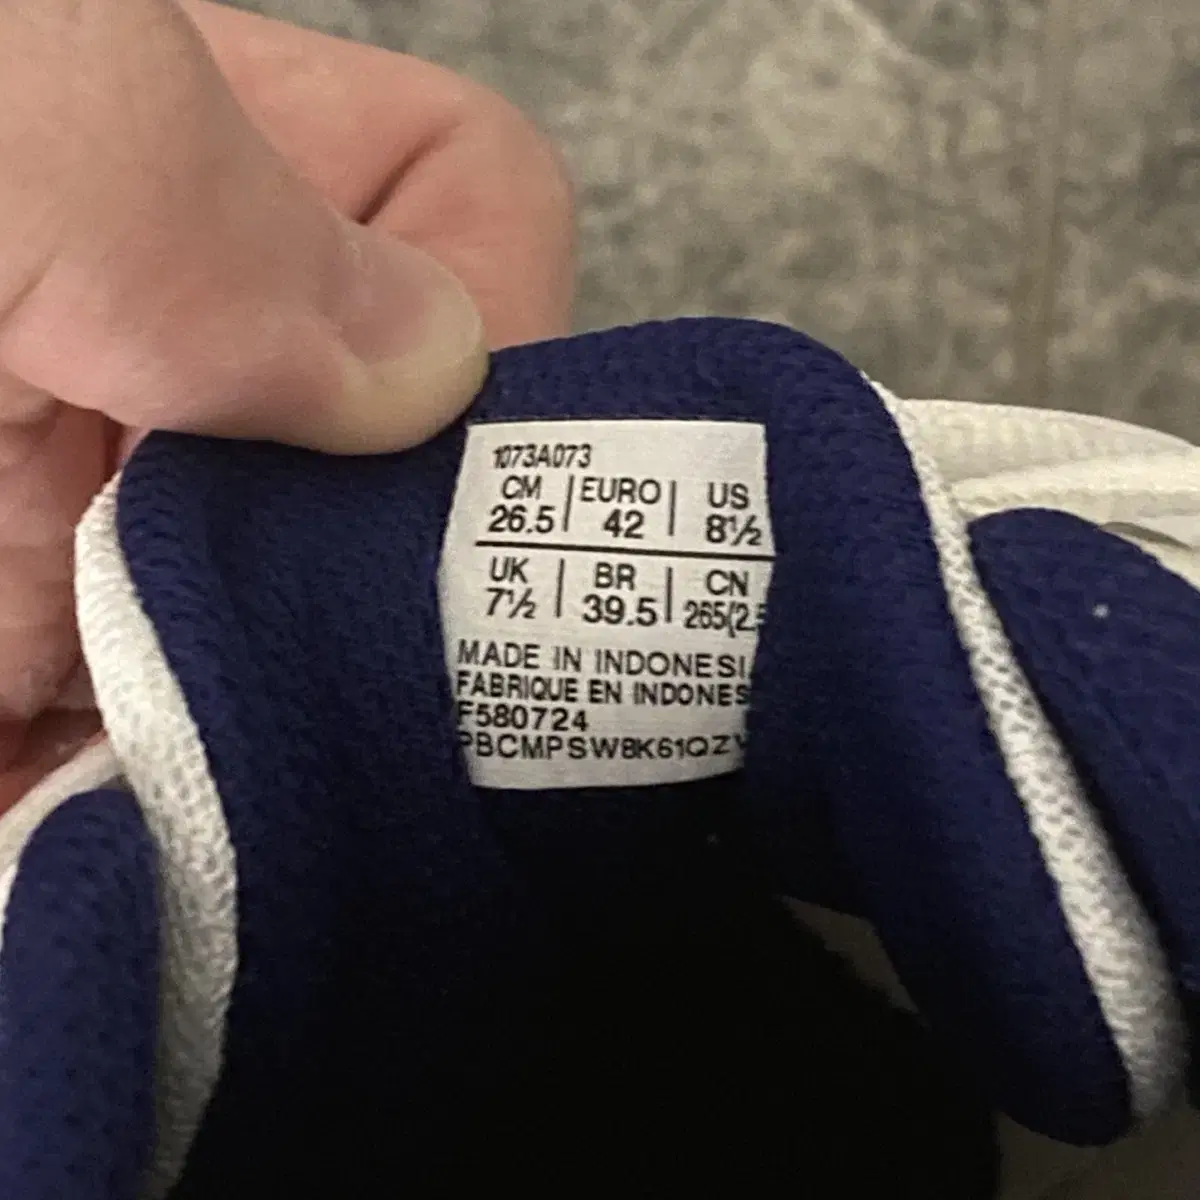 1073A073
CM | EURO | US
26.5 | 42 | 8½
UK | BR | CN
7½ | 39.5 | 265(2.5
MADE IN INDONESI
FABRIQUE EN INDONES
F580724
PBCMPSW8K61QZ